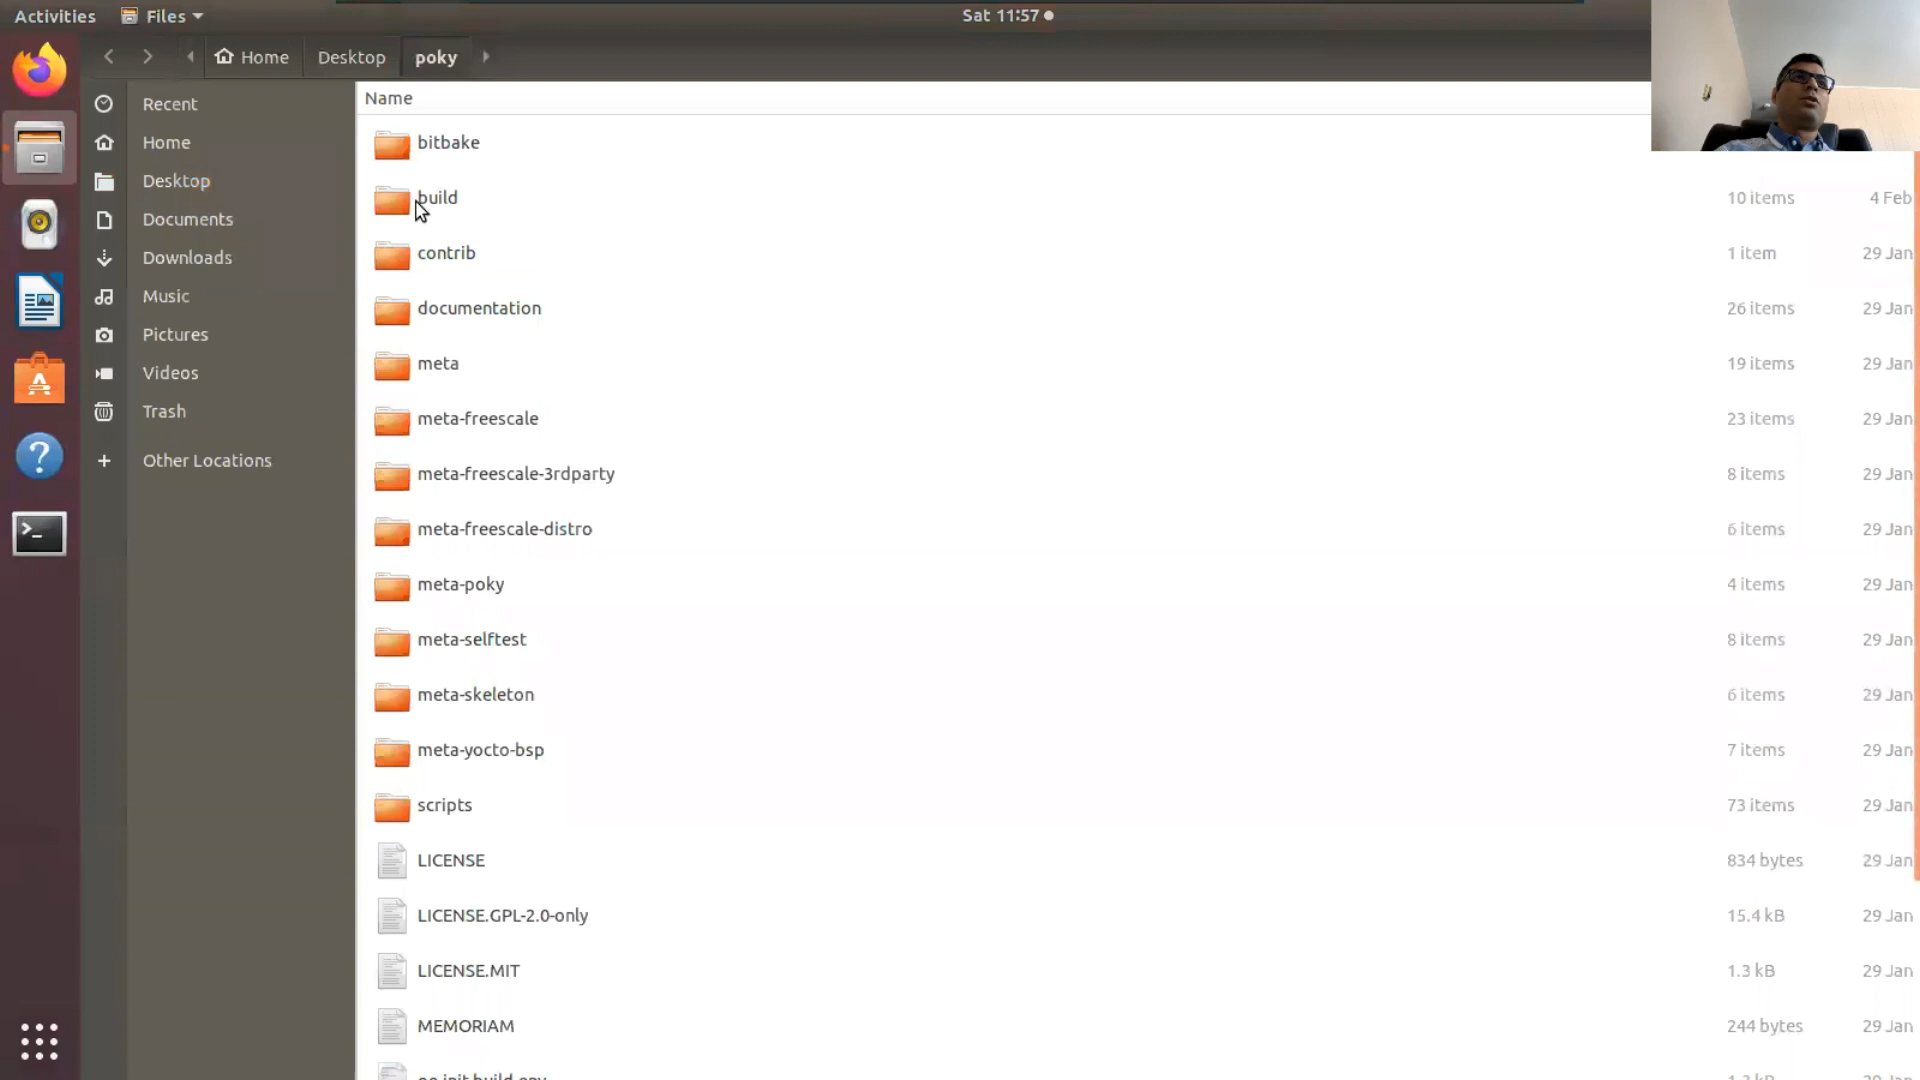 Activities Files Sat 11:57
Home Desktop poky
Recent
Home
Desktop
Documents
Downloads
Music
Pictures
Videos
Trash
Other Locations
Name
bitbake
build 10 items 4 Feb
contrib 1 item 29 Jan
documentation 26 items 29 Jan
meta 19 items 29 Jan
meta-freescale 23 items 29 Jan
meta-freescale-3rdparty 8 items 29 Jan
meta-freescale-distro 6 items 29 Jan
meta-poky 4 items 29 Jan
meta-selftest 8 items 29 Jan
meta-skeleton 6 items 29 Jan
meta-yocto-bsp 7 items 29 Jan
scripts 73 items 29 Jan
LICENSE 834 bytes 29 Jan
LICENSE.GPL-2.0-only 15.4 kB 29 Jan
LICENSE.MIT 1.3 kB 29 Jan
MEMORIAM 244 bytes 29 Jan